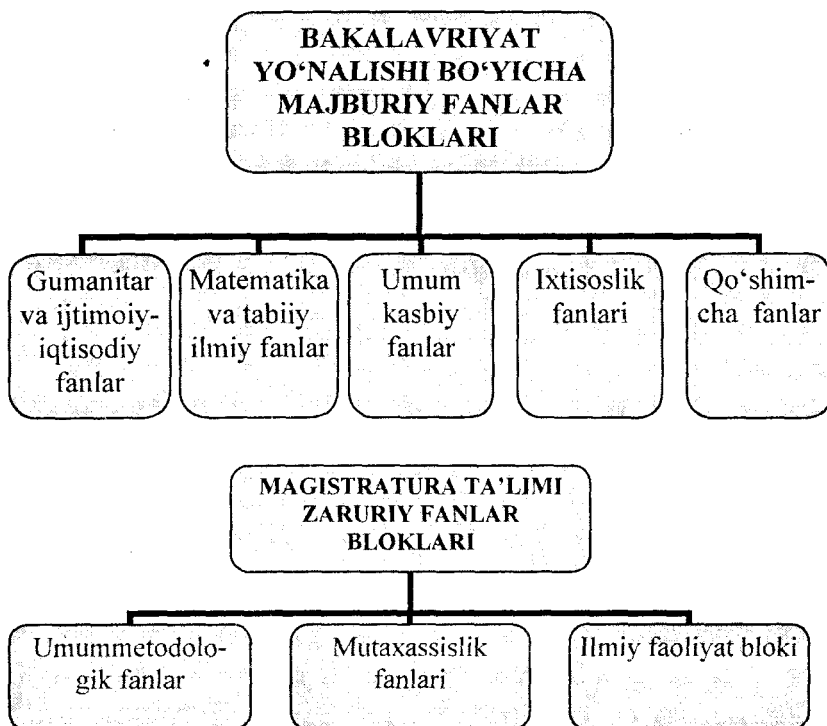 BAKALAVRIYAT
YO‘NALISHI BO‘YICHA
MAJBURIY FANLAR
BLOKLARI
Gumanitar
va ijtimoiy-
iqtisodiy
fanlar
Matematika
va tabiiy
ilmiy fanlar
Umum
kasbiy
fanlar
Ixtisoslik
fanlari
Qo‘shim-
cha fanlar
MAGISTRATURA TA’LIMI
ZARURIY FANLAR
BLOKLARI
Umummetodolo-
gik fanlar
Mutaxassislik
fanlari
Ilmiy faoliyat bloki